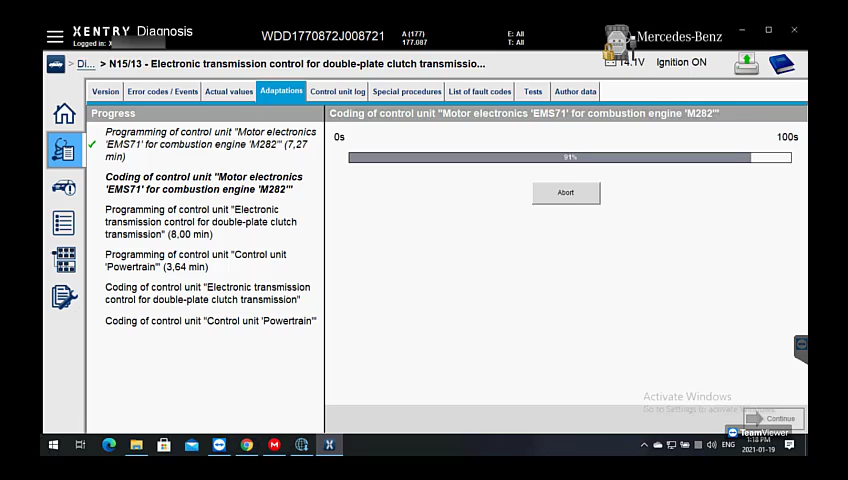 XENTRY Diagnosis
Logged in: X
WDD1770872J008721
A (177)
177.087
E: All
T: All
Mercedes-Benz
Di... > N15/13 - Electronic transmission control for double-plate clutch transmissio...
14.1V Ignition ON
Version Error codes / Events Actual values Adaptations Control unit log Special procedures List of fault codes Tests Author data
Progress
Programming of control unit "Motor electronics
'EMS71' for combustion engine 'M282'" (7,27
min)
Coding of control unit "Motor electronics
'EMS71' for combustion engine 'M282'"
Programming of control unit "Electronic
transmission control for double-plate clutch
transmission" (8,00 min)
Programming of control unit "Control unit
'Powertrain'" (3,64 min)
Coding of control unit "Electronic transmission
control for double-plate clutch transmission"
Coding of control unit "Control unit 'Powertrain'"
Coding of control unit "Motor electronics 'EMS71' for combustion engine 'M282'"
0s 100s
91%
Abort
Activate Windows
Go to Settings to activate Windows.
Continue
TeamViewer
ENG
1:18 PM
2021-01-19